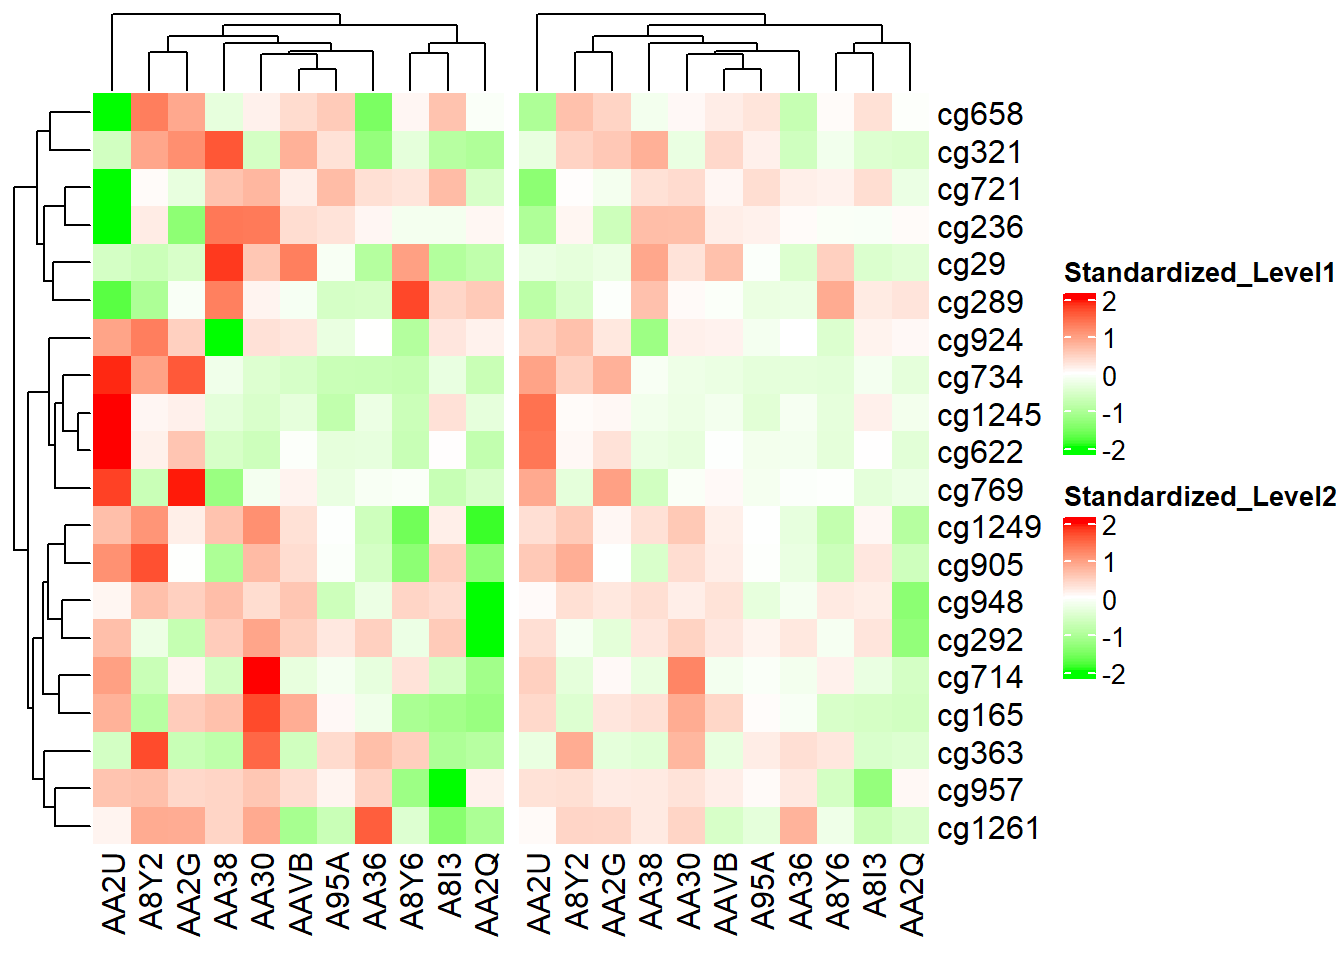 cg658
cg321
cg721
cg236
cg29
cg289
cg924
cg734
cg1245
cg622
cg769
cg1249
cg905
cg948
cg292
cg714
cg165
cg363
cg957
cg1261
Standardized_Level1
2
1
0
-1
-2
Standardized_Level2
2
1
0
-1
-2
AA2U A8Y2 AA2G AA38 AA30 AAVB A95A AA36 A8Y6 A8I3 AA2Q AA2U A8Y2 AA2G AA38 AA30 AAVB A95A AA36 A8Y6 A8I3 AA2Q